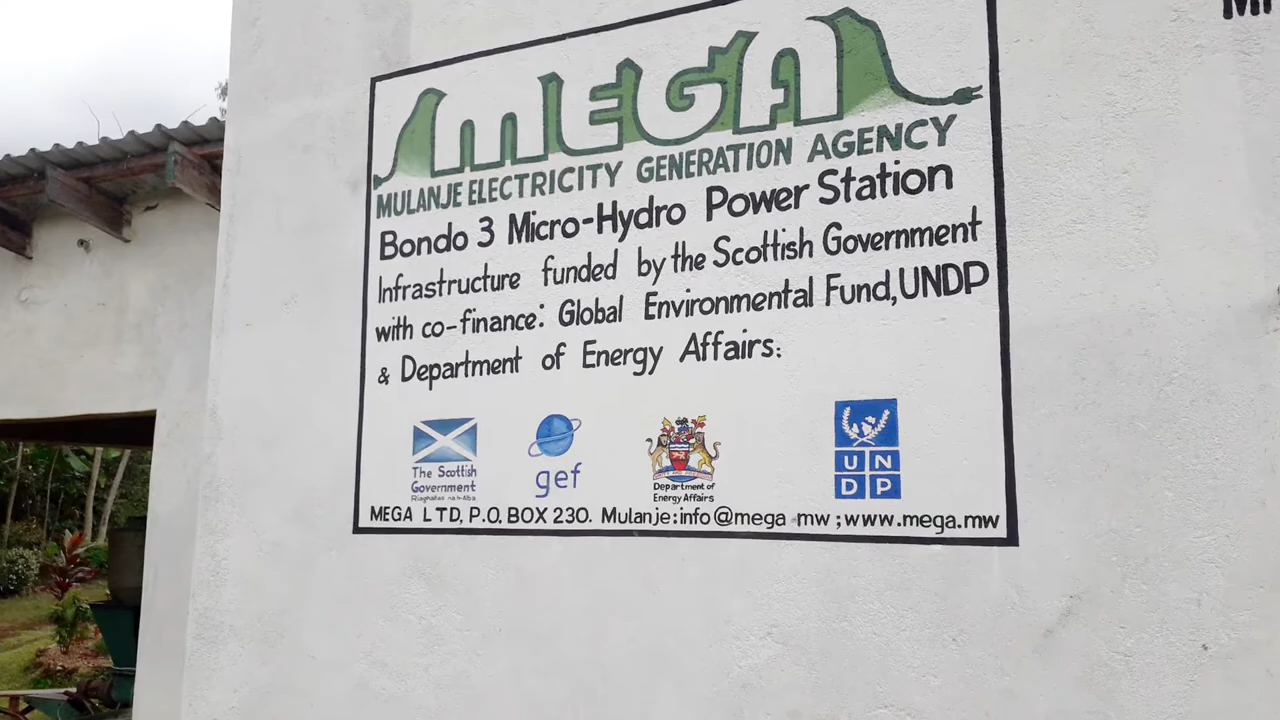 MEGA
MULANJE ELECTRICITY GENERATION AGENCY
Bondo 3 Micro-Hydro Power Station
Infrastructure funded by the Scottish Government
with co-finance: Global Environmental Fund, UNDP
& Department of Energy Affairs:
The Scottish
Government
gef
Department of
Energy Affairs
UN
DP
MEGA LTD, P.O. BOX 230. Mulanje: info@mega mw ; www.mega.mw